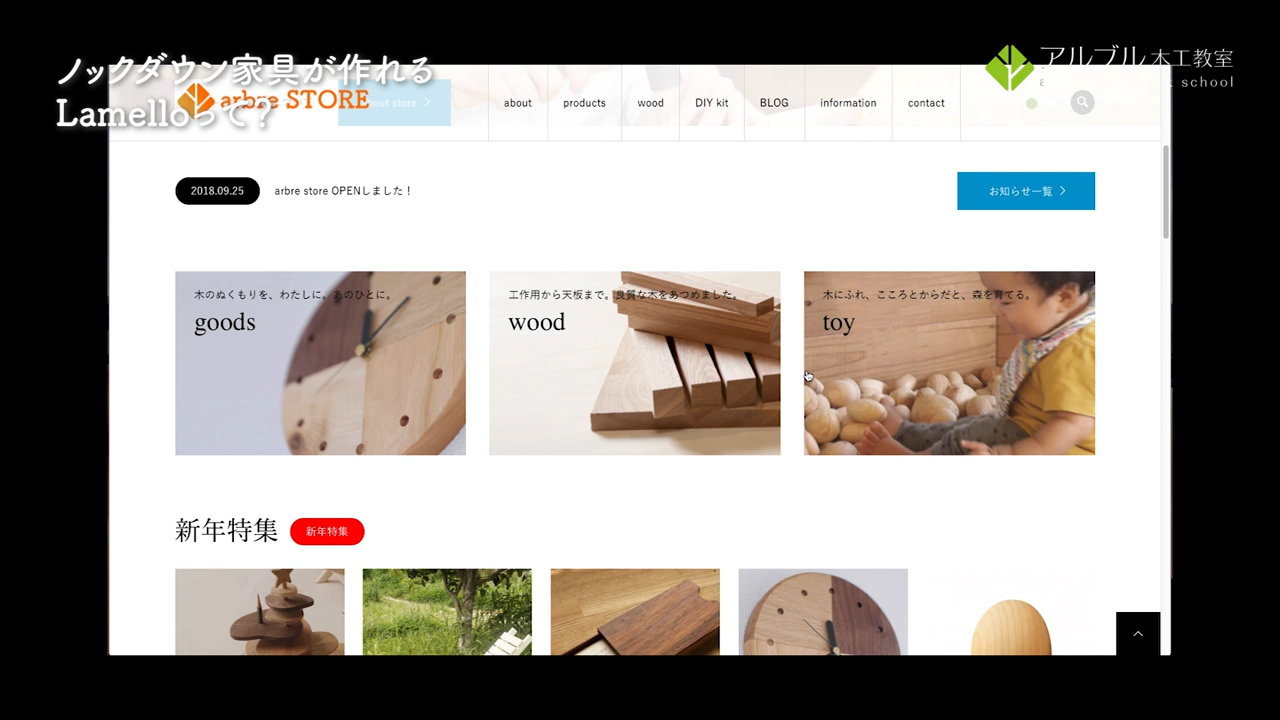 ノックダウン家具が作れる
Lamelloって?
アルブル木工教室
school
arbre STORE
about store
about
products
wood
DIY kit
BLOG
information
contact
2018.09.25
arbre store OPENしました！
お知らせ一覧
木のぬくもりを、わたしに。あのひとに。
goods
工作用から天板まで。良質な木をあつめました。
wood
木にふれ、こころとからだと、森を育てる。
toy
新年特集
新年特集